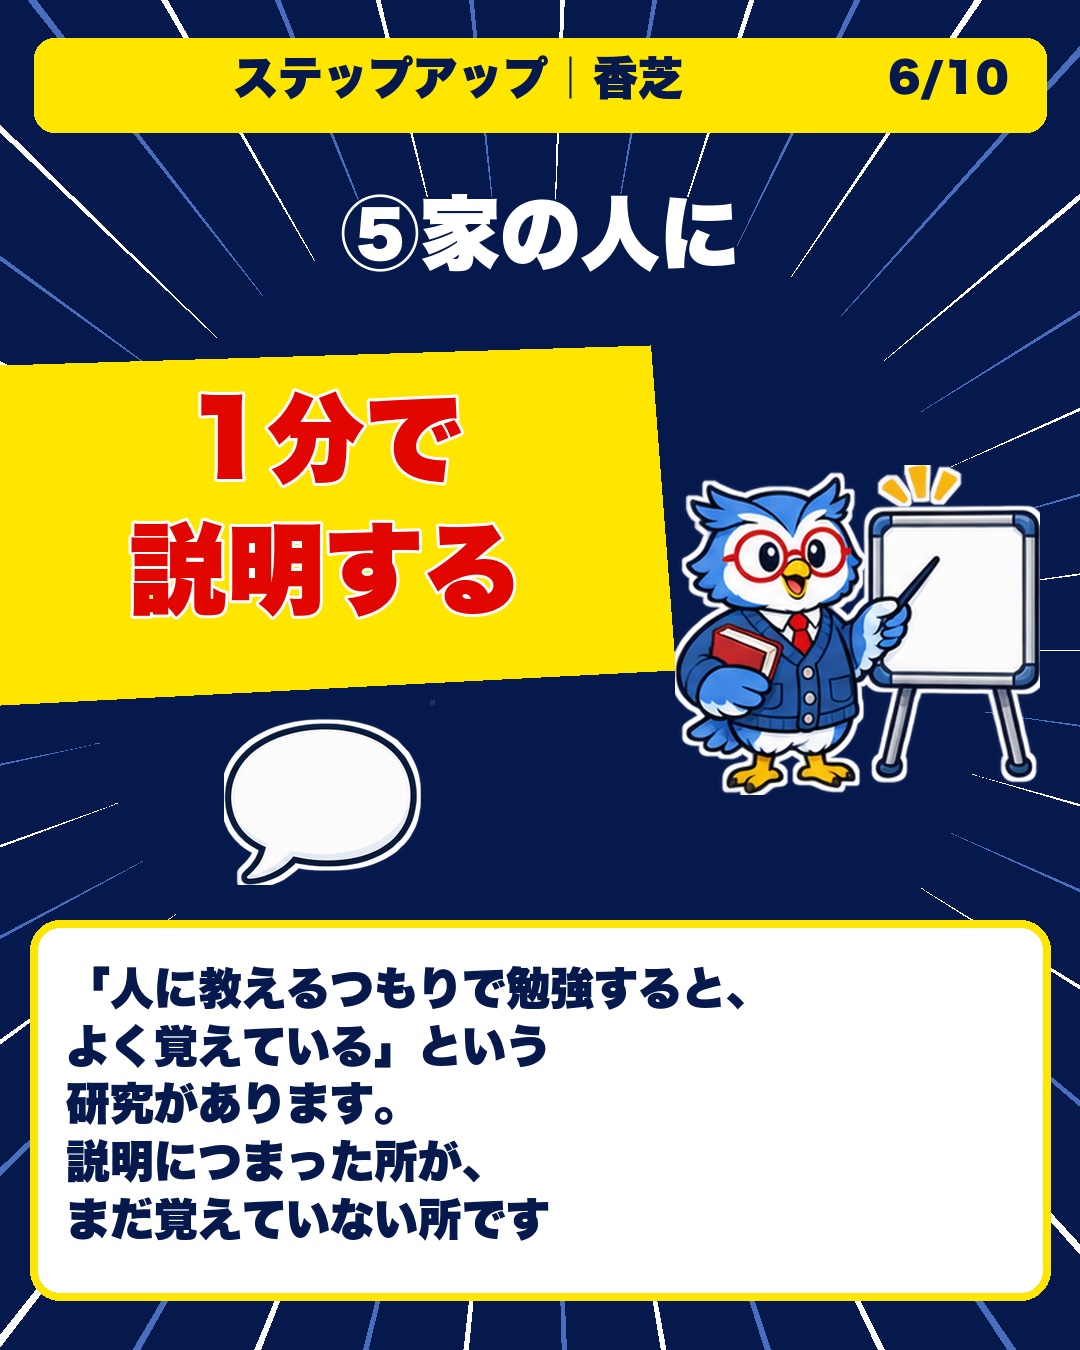 ステップアップ｜香芝
6/10
⑤家の人に
1分で
説明する
「人に教えるつもりで勉強すると、
よく覚えている」という
研究があります。
説明につまった所が、
まだ覚えていない所です